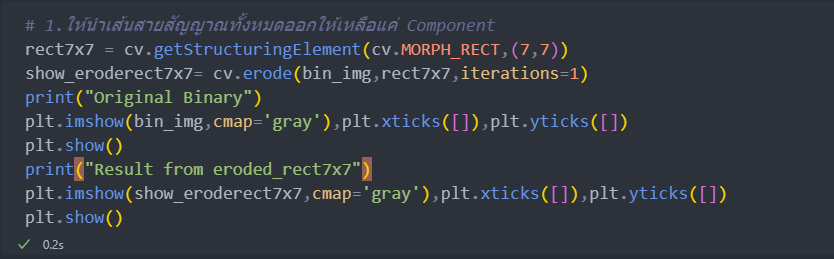 # 1.ให้นำเส้นสายสัญญาณทั้งหมดออกให้เหลือแค่ Component
rect7x7 = cv.getStructuringElement(cv.MORPH_RECT,(7,7))
show_eroderect7x7= cv.erode(bin_img,rect7x7,iterations=1)
print("Original Binary")
plt.imshow(bin_img,cmap='gray'),plt.xticks([]),plt.yticks([])
plt.show()
print("Result from eroded_rect7x7")
plt.imshow(show_eroderect7x7,cmap='gray'),plt.xticks([]),plt.yticks([])
plt.show()
0.2s